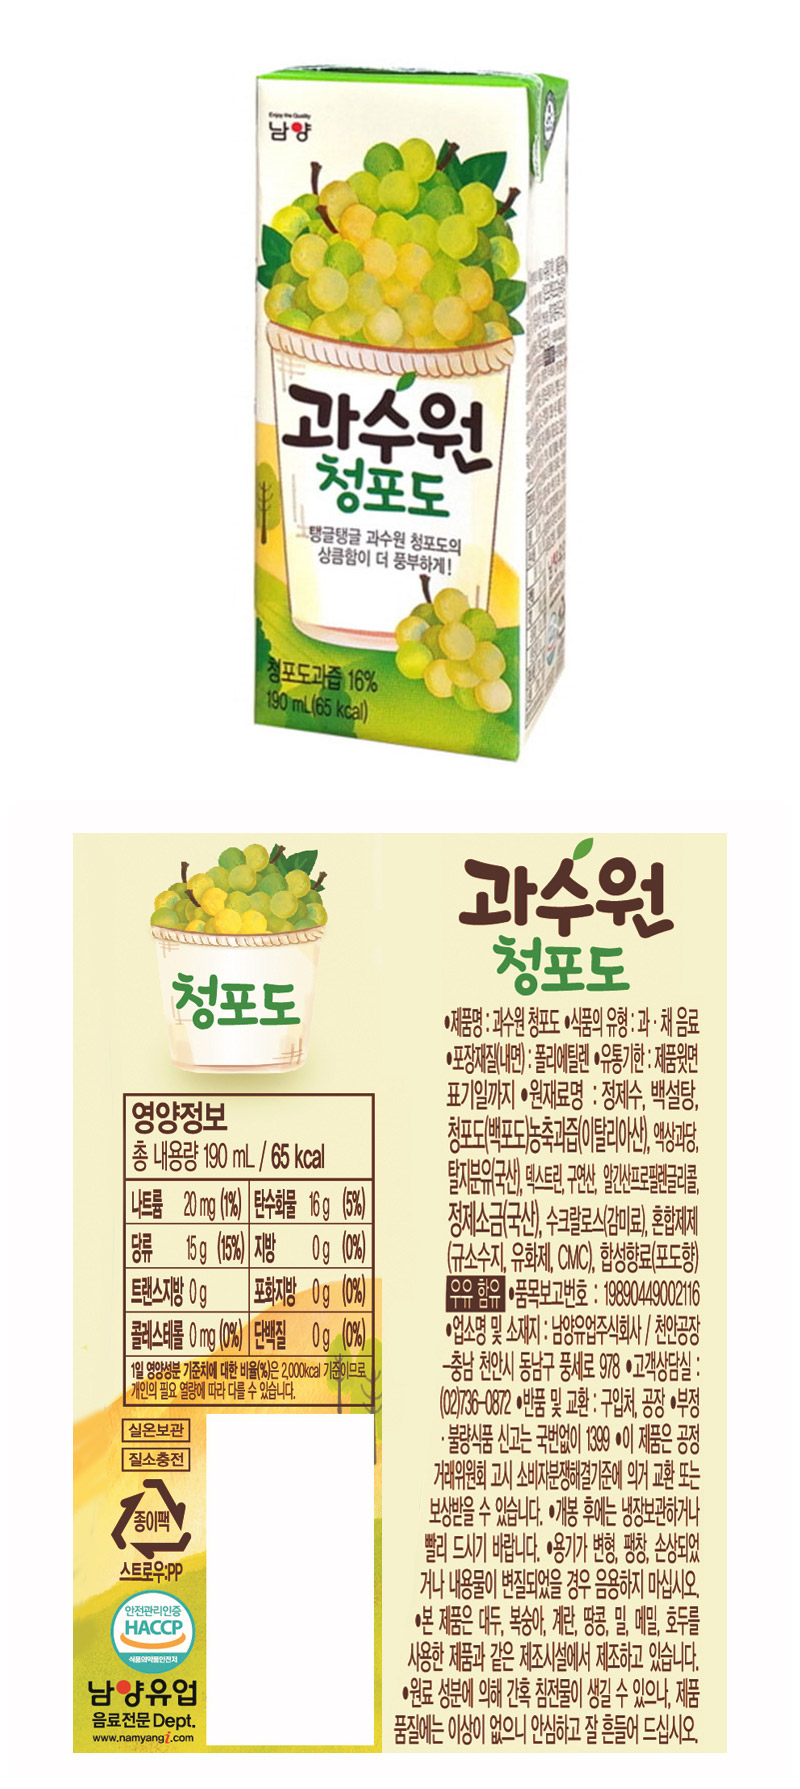 Enjoy the Quality
남양
과수원
청포도
탱글탱글 과수원 청포도의
상큼함이 더 풍부하게!
청포도과즙 16%
190 mL(65 kcal)
청포도
영양정보
총 내용량 190 mL / 65 kcal
나트륨 20 mg (1%) 탄수화물 16 g (5%)
당류 15 g (15%) 지방 0 g (0%)
트랜스지방 0 g 포화지방 0 g (0%)
콜레스테롤 0 mg (0%) 단백질 0 g (0%)
1일 영양성분 기준치에 대한 비율(%)은 2,000kcal 기준이므로
개인의 필요 열량에 따라 다를 수 있습니다.
실온보관
질소충전
종이팩
스트로우:PP
안전관리인증
HACCP
식품의약품안전처
남양유업
음료전문 Dept.
www.namyangi.com
과수원
청포도
•제품명 : 과수원 청포도 •식품의 유형 : 과 · 채 음료
•포장재질(내면) : 폴리에틸렌 •유통기한 : 제품윗면
표기일까지 •원재료명 : 정제수, 백설탕,
청포도(백포도)농축과즙(이탈리아산), 액상과당,
탈지분유(국산), 덱스트린, 구연산, 알긴산프로필렌글리콜,
정제소금(국산), 수크랄로스(감미료), 혼합제제
(규소수지, 유화제, CMC), 합성향료(포도향)
우유 함유 •품목보고번호 : 19890449002116
•업소명 및 소재지 : 남양유업주식회사 / 천안공장
-충남 천안시 동남구 풍세로 978 •고객상담실 :
(02)736-0872 •반품 및 교환 : 구입처, 공장 •부정
· 불량식품 신고는 국번없이 1399 •이 제품은 공정
거래위원회 고시 소비자분쟁해결기준에 의거 교환 또는
보상받을 수 있습니다. •개봉 후에는 냉장보관하거나
빨리 드시기 바랍니다. •용기가 변형, 팽창, 손상되었
거나 내용물이 변질되었을 경우 음용하지 마십시오.
•본 제품은 대두, 복숭아, 계란, 땅콩, 밀, 메밀, 호두를
사용한 제품과 같은 제조시설에서 제조하고 있습니다.
•원료 성분에 의해 간혹 침전물이 생길 수 있으나, 제품
품질에는 이상이 없으니 안심하고 잘 흔들어 드십시오.